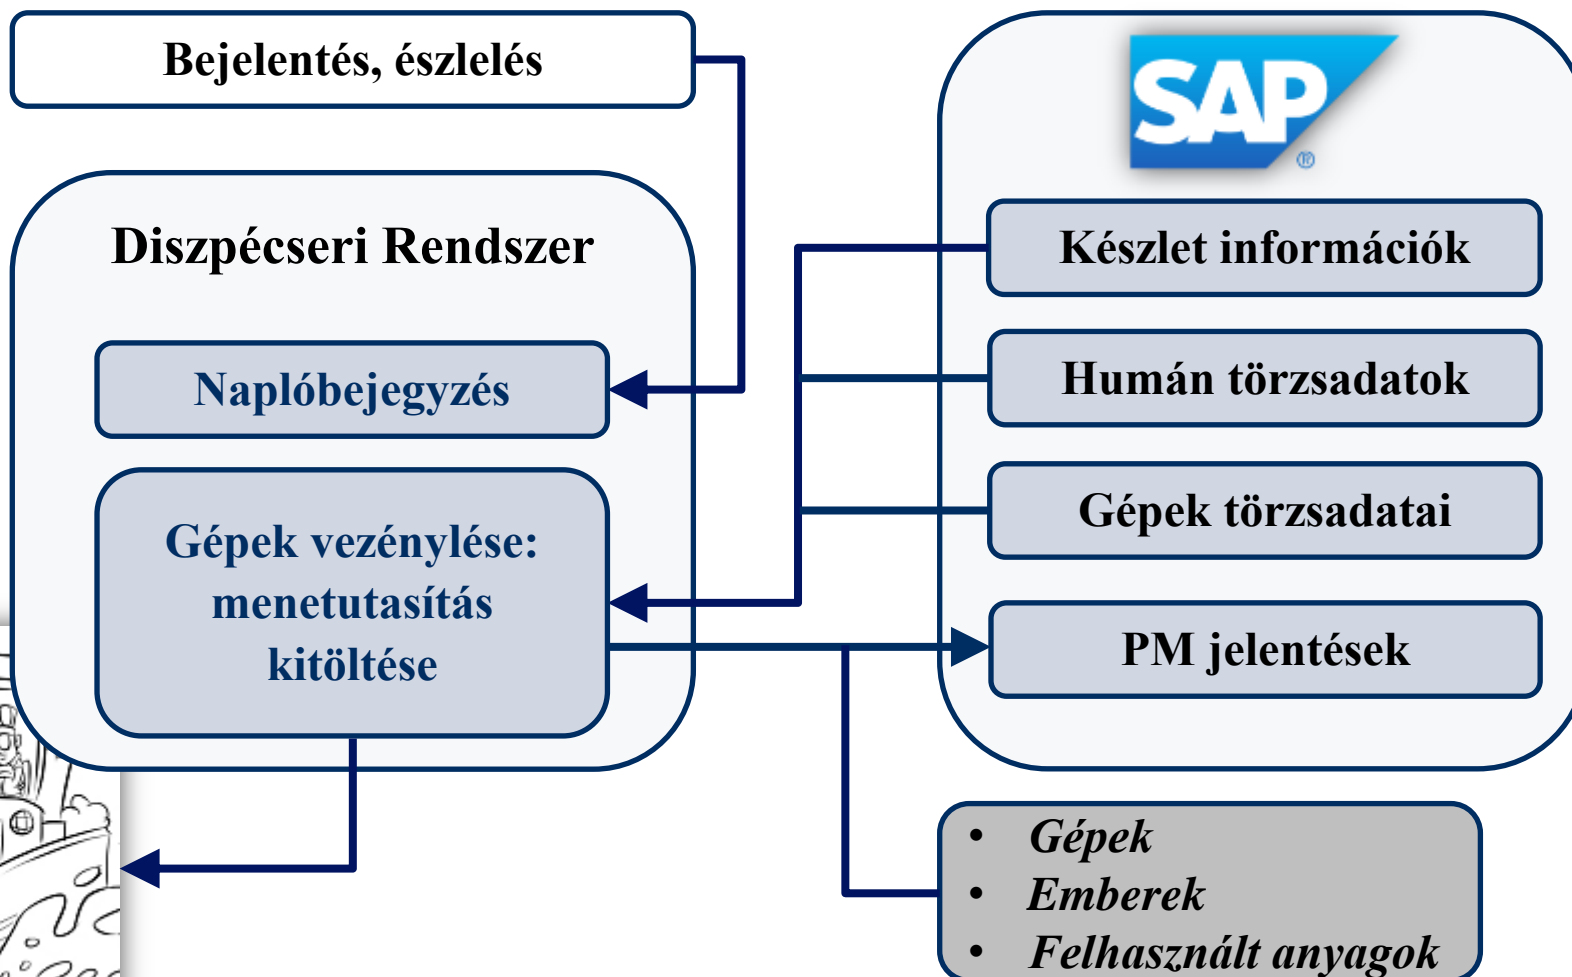 Bejelentés, észlelés
Diszpécseri Rendszer
Naplóbejegyzés
Gépek vezénylése:
menetutasítás
kitöltése
SAP
®
Készlet információk
Humán törzsadatok
Gépek törzsadatai
PM jelentések
• Gépek
• Emberek
• Felhasznált anyagok